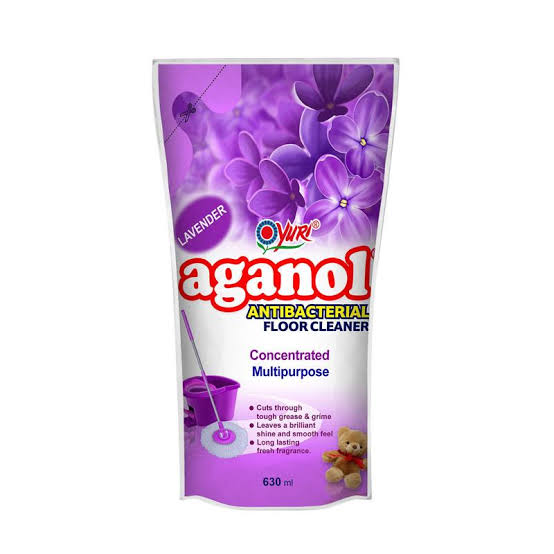 LAVENDER
YURI®
aganol
ANTIBACTERIAL
FLOOR CLEANER
Concentrated
Multipurpose
● Cuts through
tough grease & grime
● Leaves a brilliant
shine and smooth feel
● Long lasting
fresh fragrance.
630 ml